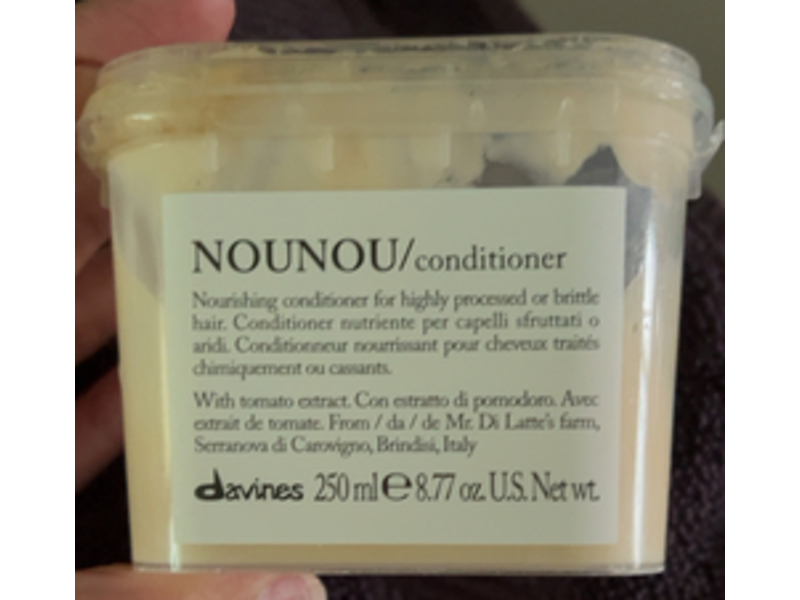 NOUNOU/conditioner
Nourishing conditioner for highly processed or brittle
hair. Conditioner nutriente per capelli sfruttati o
aridi. Conditionneur nourrissant pour cheveux traités
chimiquement ou cassants.
With tomato extract. Con estratto di pomodoro. Avec
extrait de tomate. From / da / de Mr. Di Latte's farm,
Serranova di Carovigno, Brindisi, Italy
davines 250 ml ℮ 8.77 oz. U.S. Net wt.